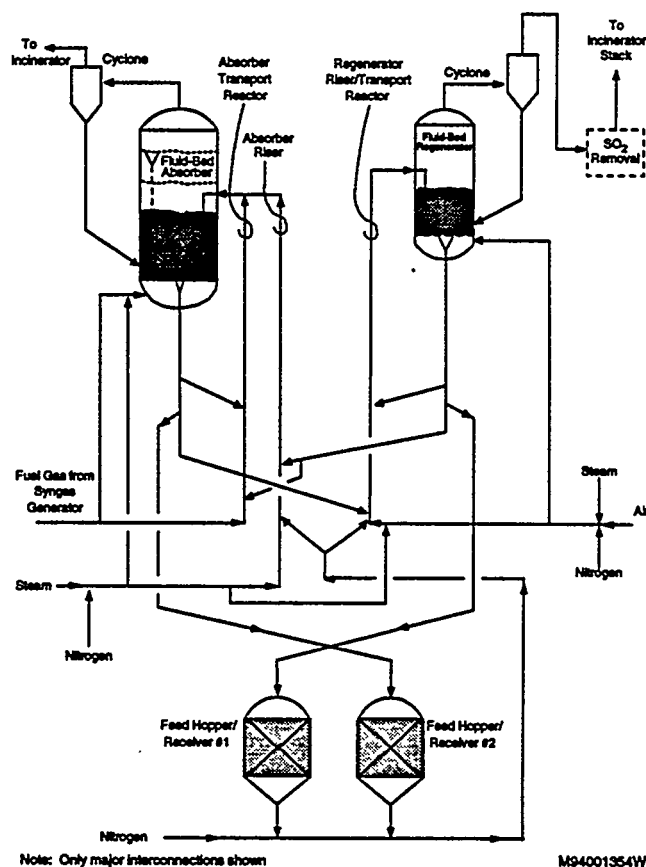 To
Incinerator
Cyclone
Absorber
Transport
Reactor
Absorber
Riser
Regenerator
Riser/Transport
Reactor
Cyclone
To
Incinerator
Stack
SO2
Removal
Fluid-Bed
Absorber
Fluid-Bed
Regenerator
Fuel Gas from
Syngas
Generator
Steam
Nitrogen
Steam
Nitrogen
Feed Hopper/
Receiver #1
Feed Hopper/
Receiver #2
Nitrogen
Note: Only major interconnections shown
M94001354W